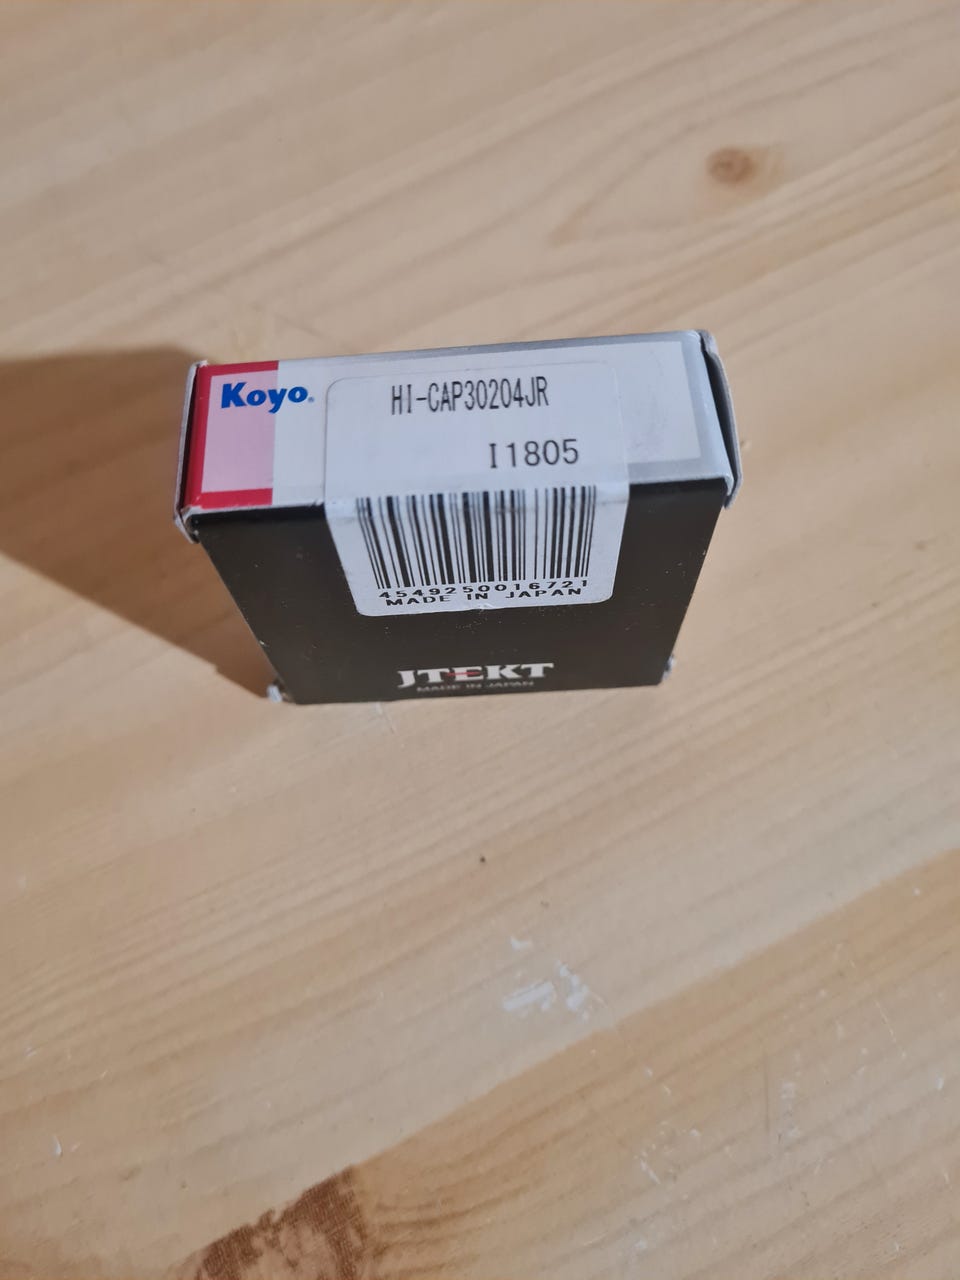 Koyo
HI-CAP30204JR
I1805
4549250016721
MADE IN JAPAN
JTEKT
MADE IN JAPAN